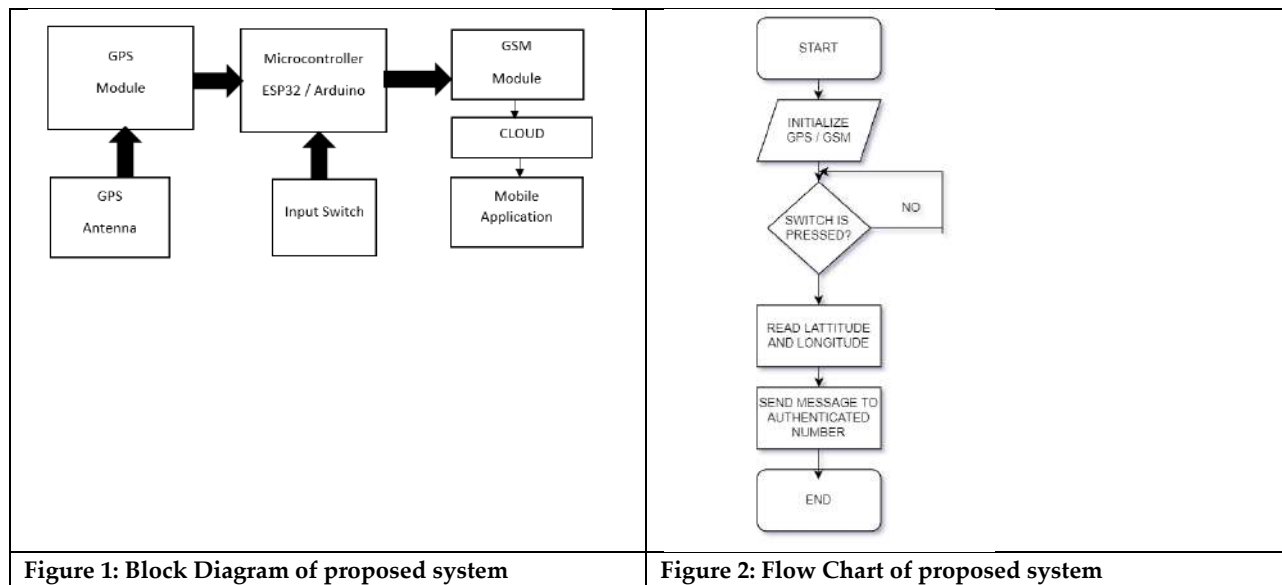 GPS
Module
Microcontroller
ESP32 / Arduino
GSM
Module
CLOUD
GPS
Antenna
Input Switch
Mobile
Application
Figure 1: Block Diagram of proposed system
START
INITIALIZE
GPS / GSM
SWITCH IS
PRESSED?
NO
READ LATTITUDE
AND LONGITUDE
SEND MESSAGE TO
AUTHENTICATED
NUMBER
END
Figure 2: Flow Chart of proposed system